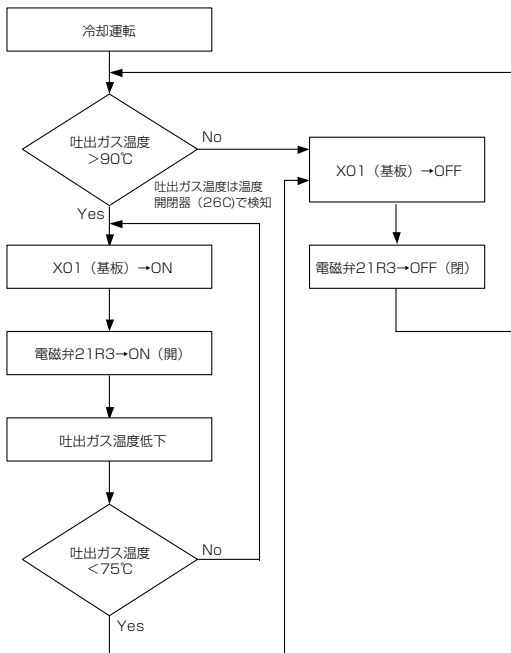 冷却運転
吐出ガス温度
>90℃
No
Yes
吐出ガス温度は温度
開閉器（26C)で検知
X01（基板）→OFF
電磁弁21R3→OFF（閉）
X01（基板）→ON
電磁弁21R3→ON（開）
吐出ガス温度低下
吐出ガス温度
<75℃
No
Yes